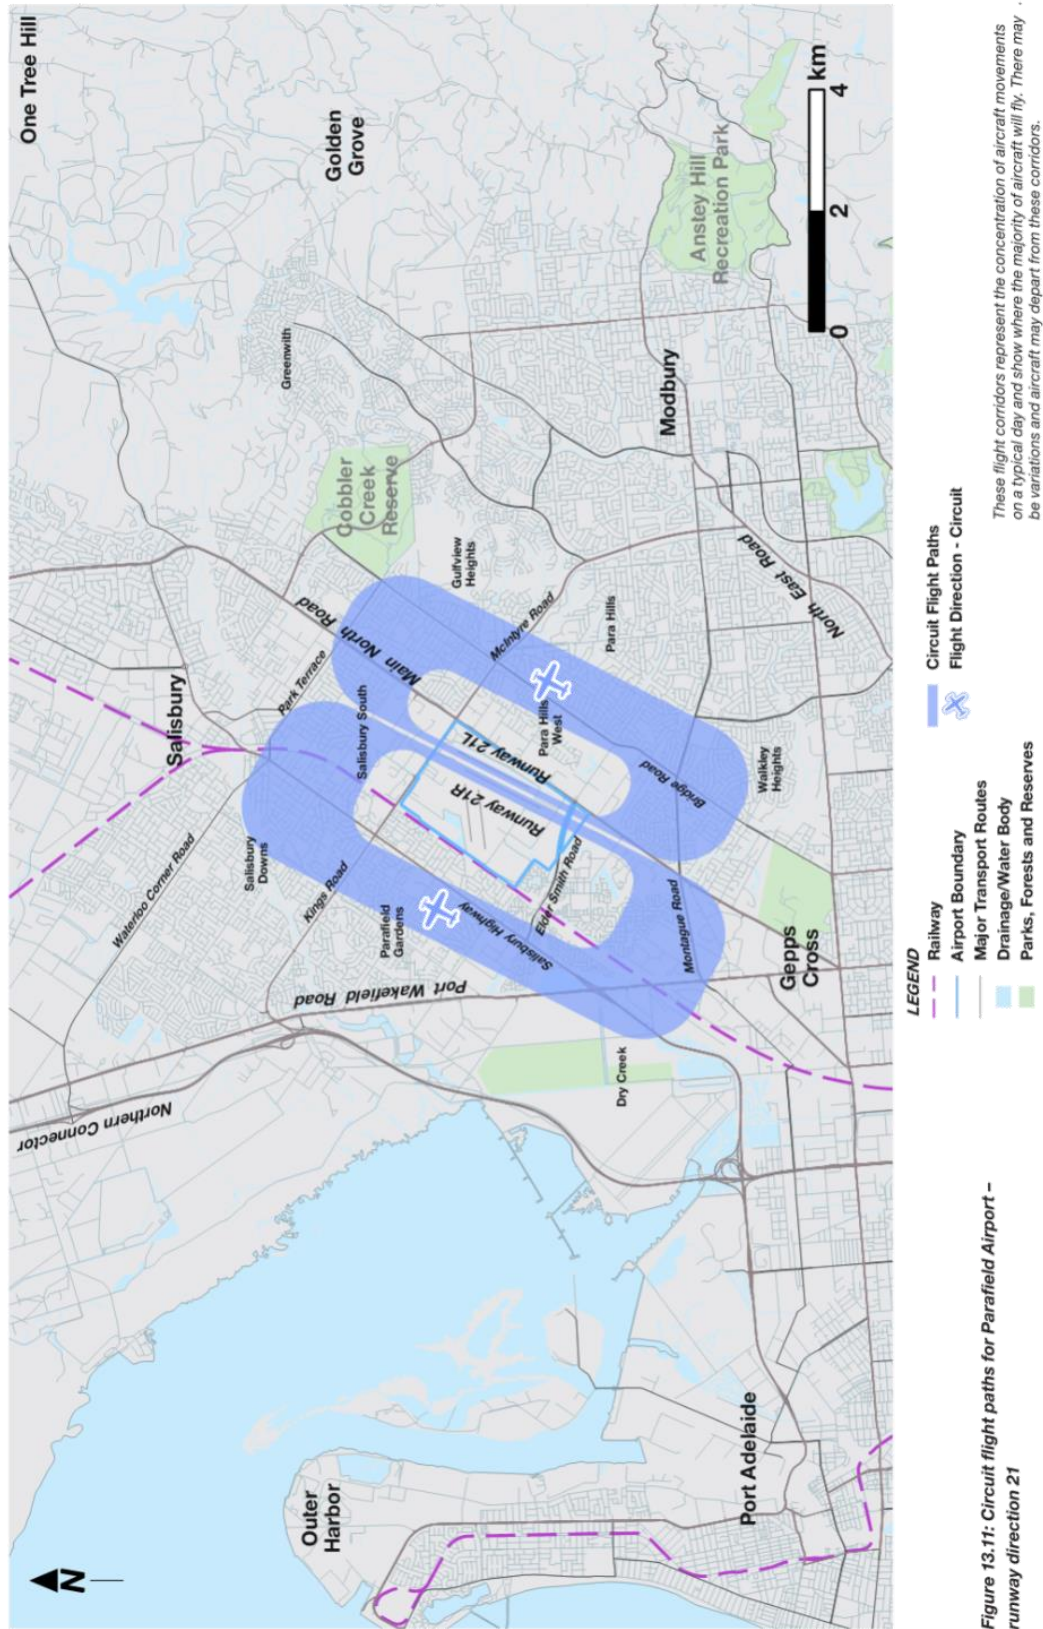 One Tree Hill
Golden
Grove
Greenwith
Cobbler
Creek
Reserve
Anstey Hill
Recreation Park
Modbury
Gulfview
Heights
Para Hills
McIntyre Road
North East Road
Main North Road
Park Terrace
Salisbury
Salisbury South
Para Hills
West
Runway 21L
Runway 21R
Bridge Road
Walkley
Heights
Waterloo Corner Road
Salisbury
Downs
Kings Road
Parafield
Gardens
Salisbury Highway
Elder Smith Road
Montague Road
Gepps
Cross
Port Wakefield Road
Northern Connector
Dry Creek
Outer
Harbor
Port Adelaide
N
0 2 4 km
LEGEND
Railway
Airport Boundary
Major Transport Routes
Drainage/Water Body
Parks, Forests and Reserves
Circuit Flight Paths
Flight Direction - Circuit
These flight corridors represent the concentration of aircraft movements
on a typical day and show where the majority of aircraft will fly. There may .
be variations and aircraft may depart from these corridors.
Figure 13.11: Circuit flight paths for Parafield Airport –
runway direction 21